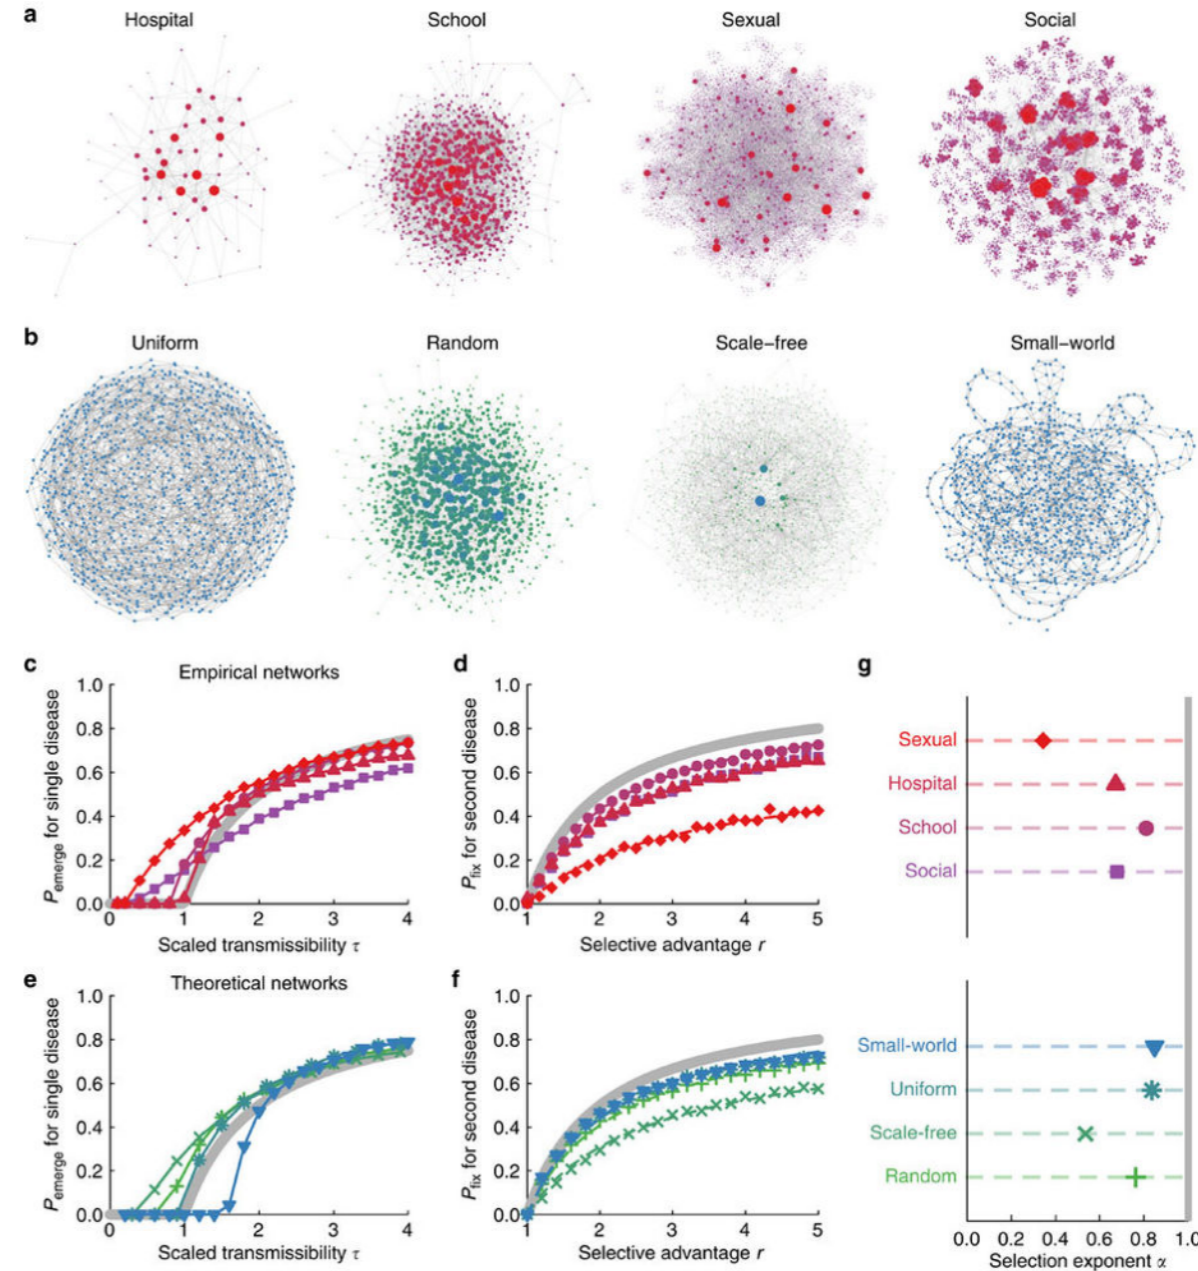 a
Hospital School Sexual Social
b
Uniform Random Scale-free Small-world
c
Empirical networks
P emerge for single disease
1.0
0.8
0.6
0.4
0.2
0.0
0 1 2 3 4
Scaled transmissibility τ
d
P fix for second disease
1.0
0.8
0.6
0.4
0.2
0.0
1 2 3 4 5
Selective advantage r
e
Theoretical networks
P emerge for single disease
1.0
0.8
0.6
0.4
0.2
0.0
0 1 2 3 4
Scaled transmissibility τ
f
P fix for second disease
1.0
0.8
0.6
0.4
0.2
0.0
1 2 3 4 5
Selective advantage r
g
Sexual
Hospital
School
Social
Small-world
Uniform
Scale-free
Random
0.0 0.2 0.4 0.6 0.8 1.0
Selection exponent α